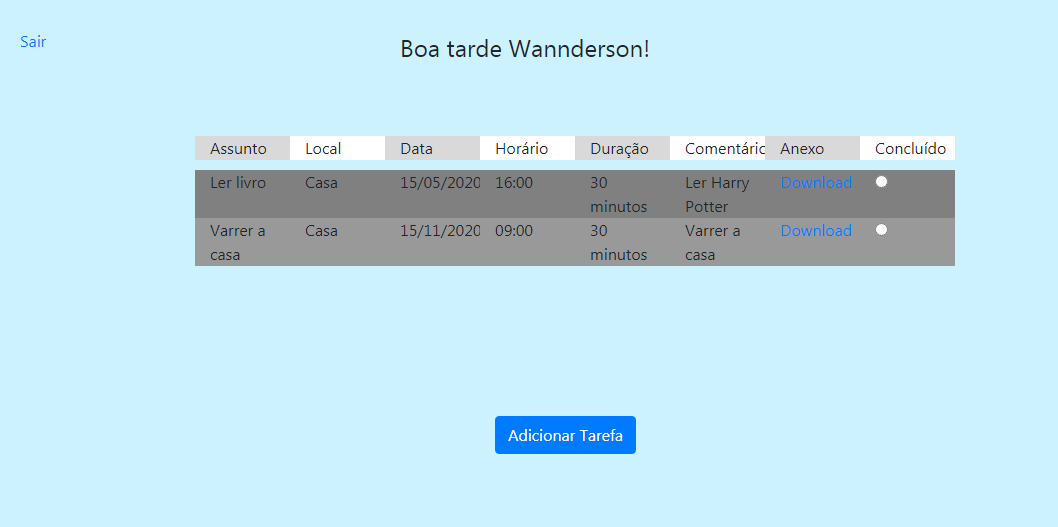 Sair
Boa tarde Wannderson!
Assunto Local Data Horário Duração Comentáric Anexo Concluído
Ler livro Casa 15/05/2020 16:00 30 Ler Harry Download
minutos Potter
Varrer a Casa 15/11/2020 09:00 30 Varrer a Download
casa minutos casa
Adicionar Tarefa